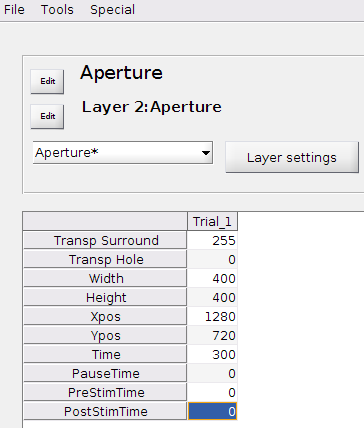 File Tools Special
Edit Aperture
Edit Layer 2:Aperture
Aperture* Layer settings
Trial_1
Transp Surround 255
Transp Hole 0
Width 400
Height 400
Xpos 1280
Ypos 720
Time 300
PauseTime 0
PreStimTime 0
PostStimTime 0